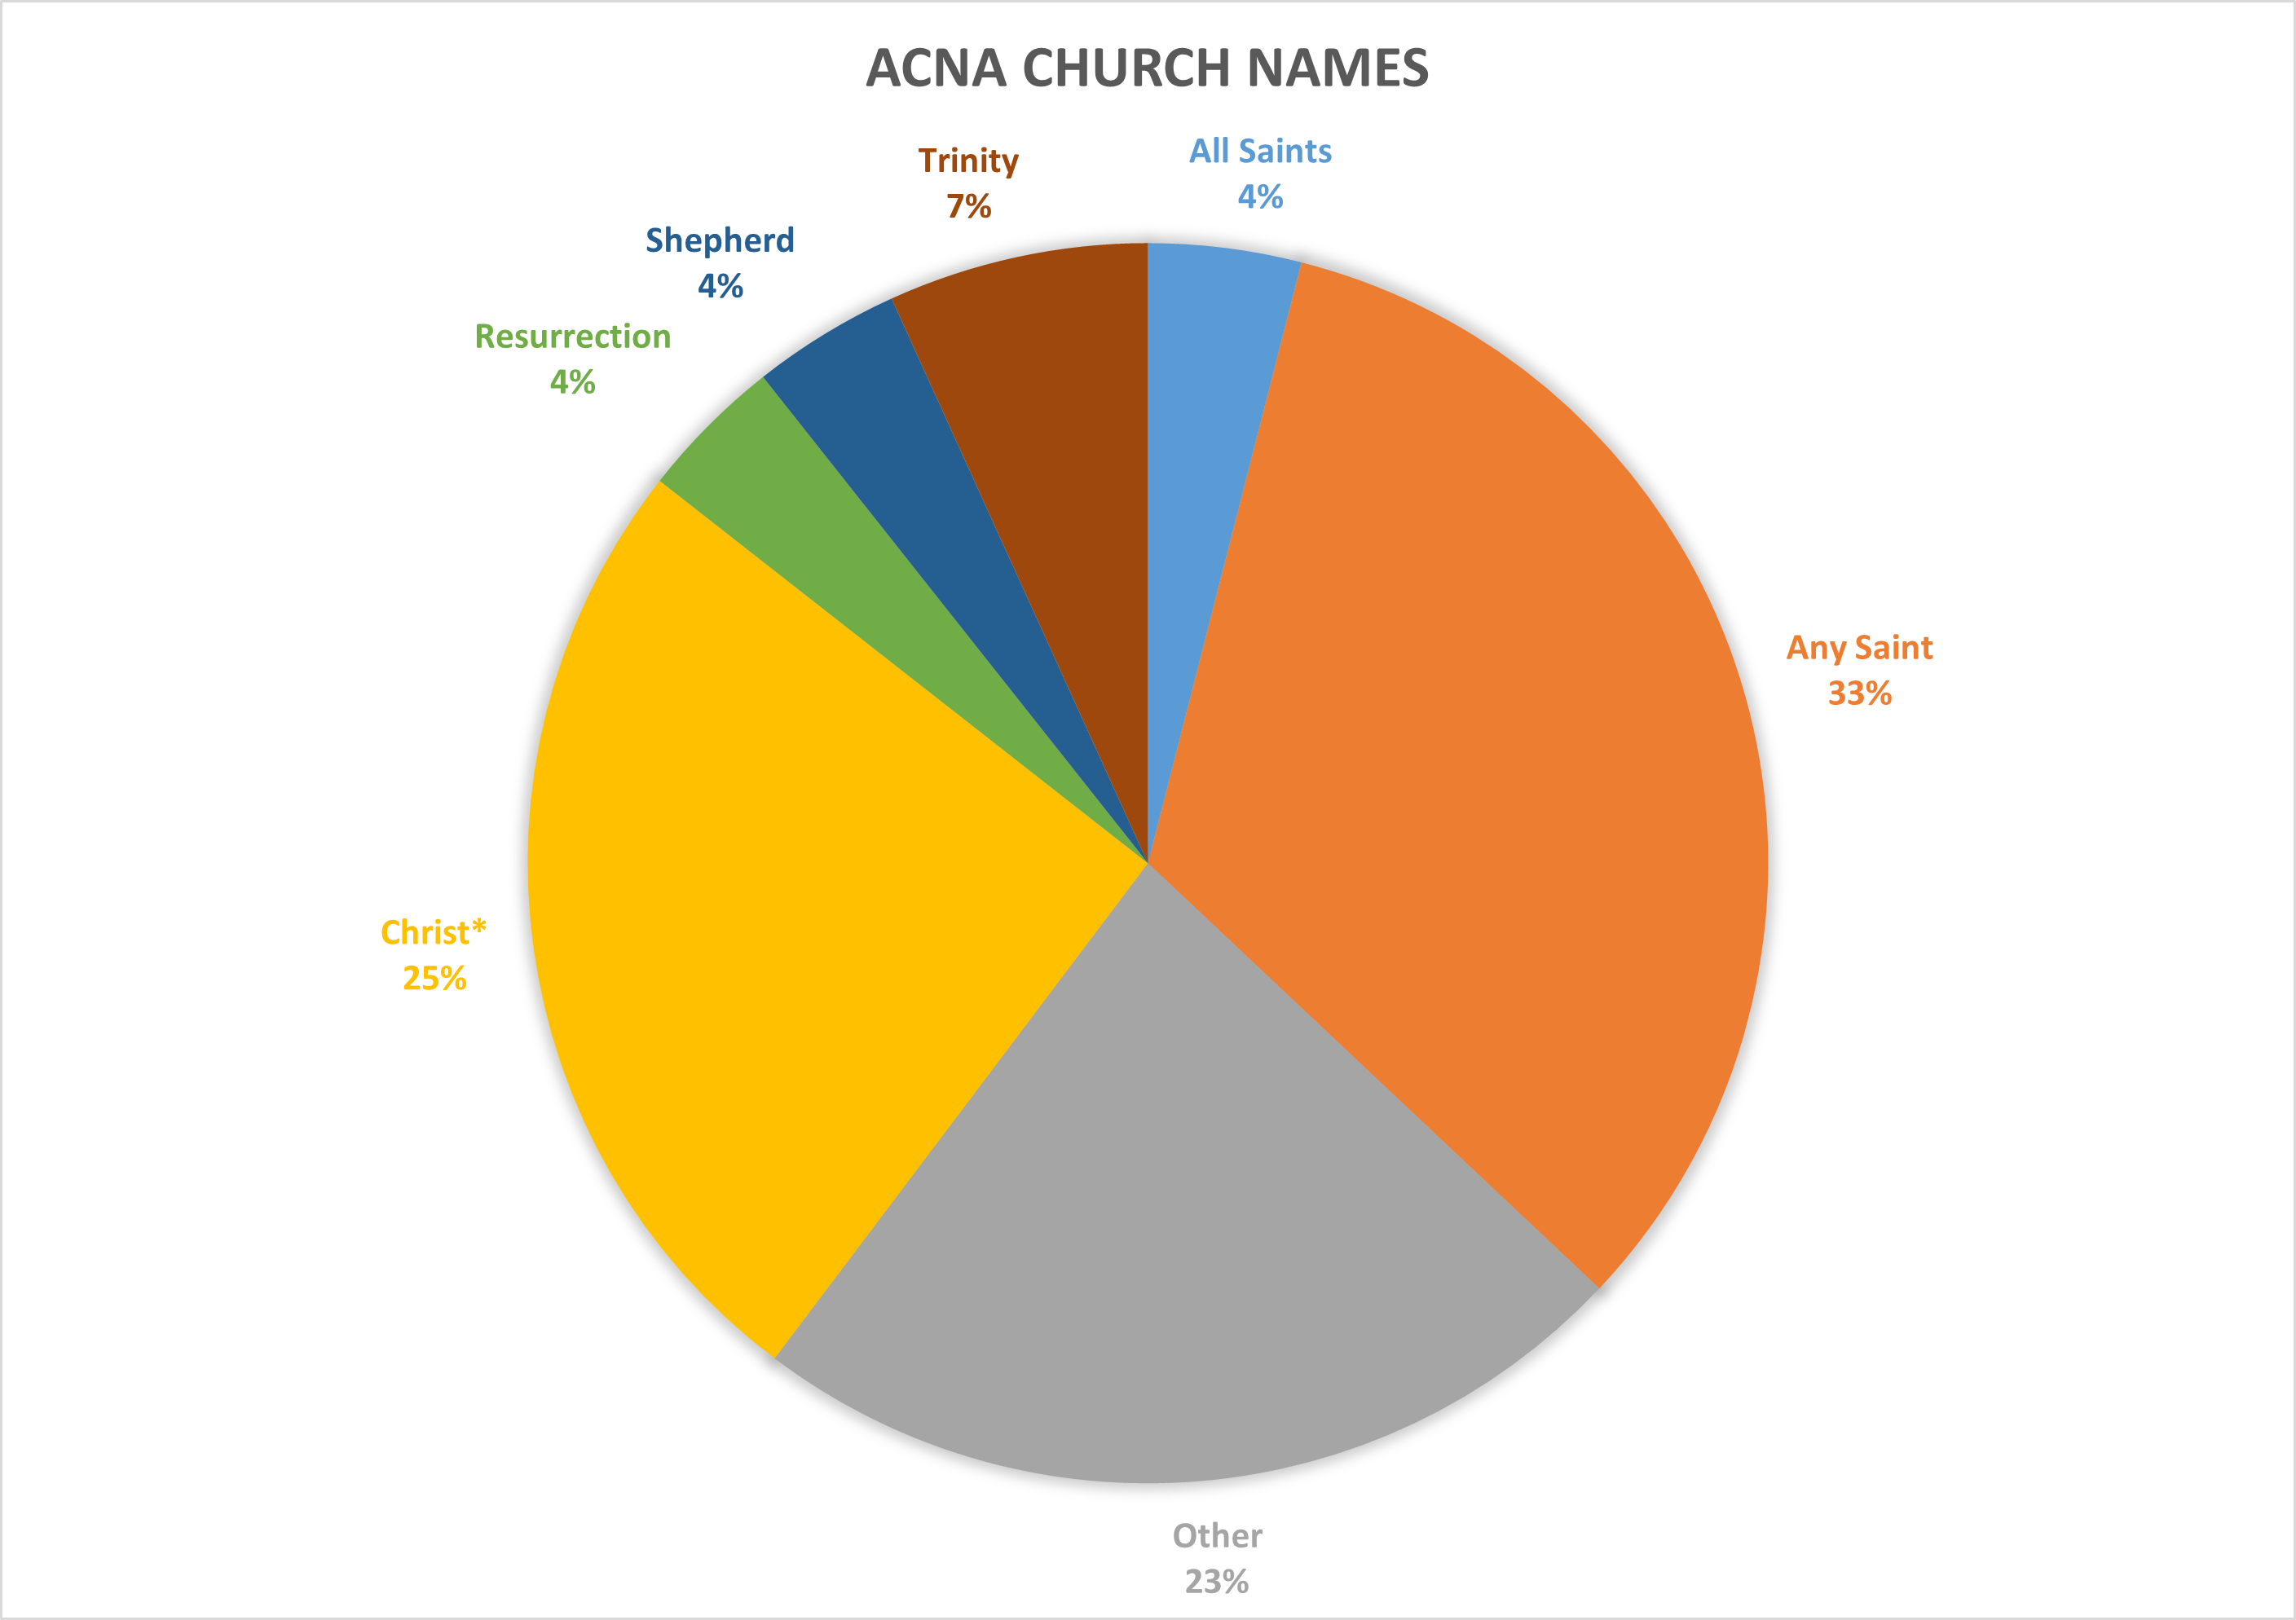 ACNA CHURCH NAMES
All Saints
4%
Any Saint
33%
Other
23%
Christ*
25%
Resurrection
4%
Shepherd
4%
Trinity
7%